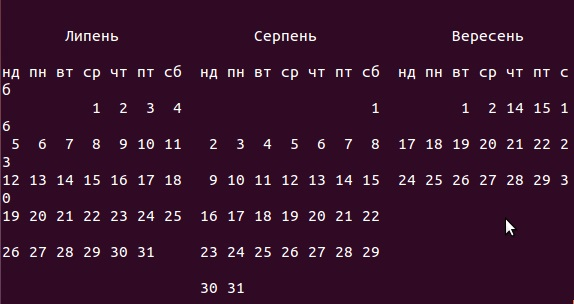 Липень Серпень Вересень
нд пн вт ср чт пт сб нд пн вт ср чт пт сб нд пн вт ср чт пт с
б
1 2 3 4 1 1 2 14 15 1
6
5 6 7 8 9 10 11 2 3 4 5 6 7 8 17 18 19 20 21 22 2
3
12 13 14 15 16 17 18 9 10 11 12 13 14 15 24 25 26 27 28 29 3
0
19 20 21 22 23 24 25 16 17 18 19 20 21 22
26 27 28 29 30 31 23 24 25 26 27 28 29
30 31